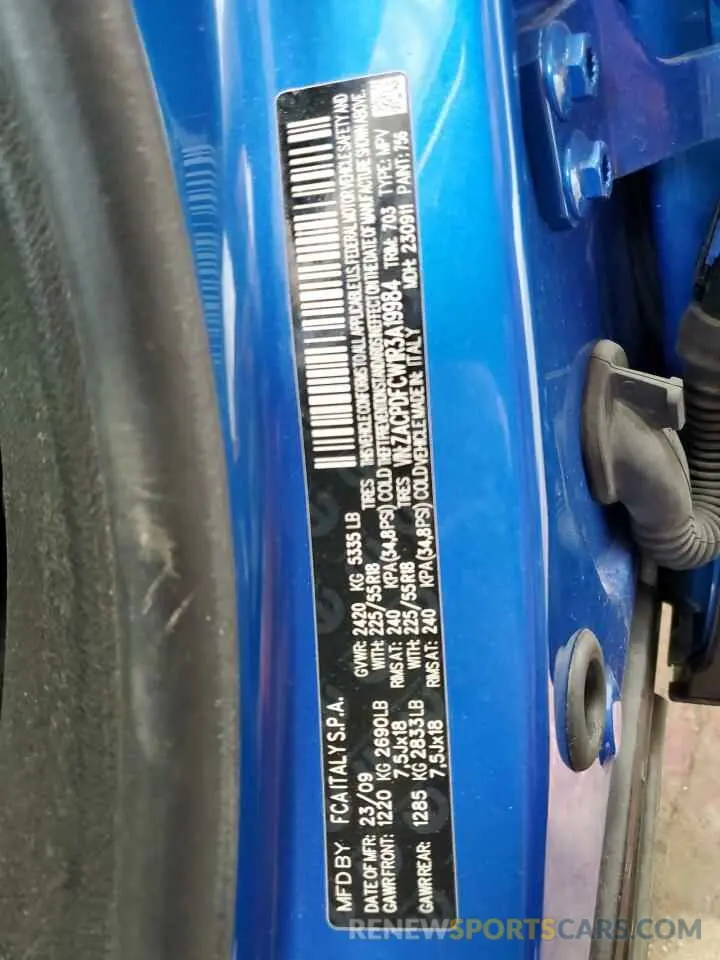 MFD BY FCA ITALY S.P.A.
DATE OF MFR: 23/09 GVWR: 2420 KG 5335 LB
GAWR FRONT: 1220 KG 2690LB WITH: 225/55R18 TIRES
7,5Jx18 RIMS AT: 240 KPA(34,8PSI) COLD
GAWR REAR: 1285 KG 2833LB WITH: 225/55R18 TIRES
7,5Jx18 RIMS AT: 240 KPA(34,8PSI) COLD
THIS VEHICLE CONFORMS TO ALL APPLICABLE U.S. FEDERAL MOTOR VEHICLE SAFETY AND
THEFT PREVENTION STANDARDS IN EFFECT ON THE DATE OF MANUFACTURE SHOWN ABOVE.
VIN: ZACPDFCW1R3A19984 TRIM: 703 TYPE: MPV
VEHICLE MADE IN: ITALY MDH: 230911 PAINT: 756
RENEWSPORTSCARS.COM